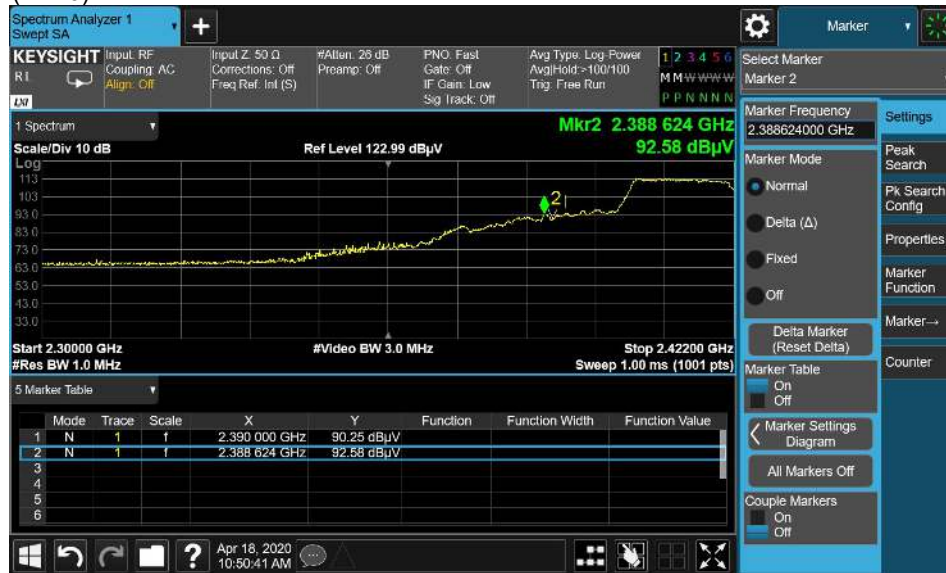 Spectrum Analyzer 1
Swept SA
+
Marker
KEYSIGHT
RL
LXI
Input: RF
Coupling: AC
Align: Off
Input Z: 50 Ω
Corrections: Off
Freq Ref: Int (S)
#Atten: 26 dB
Preamp: Off
PNO: Fast
Gate: Off
IF Gain: Low
Sig Track: Off
Avg Type: Log-Power
Avg|Hold:>100/100
Trig: Free Run
1 2 3 4 5 6
M M W W W W
P P N N N N
Select Marker
Marker 2
1 Spectrum
Scale/Div 10 dB
Log
Ref Level 122.99 dBµV
Mkr2 2.388 624 GHz
92.58 dBµV
113
103
93.0
83.0
73.0
63.0
53.0
43.0
33.0
2
Start 2.30000 GHz
#Res BW 1.0 MHz
#Video BW 3.0 MHz
Stop 2.42200 GHz
Sweep 1.00 ms (1001 pts)
5 Marker Table
Mode Trace Scale X Y Function Function Width Function Value
1 N 1 f 2.390 000 GHz 90.25 dBµV
2 N 1 f 2.388 624 GHz 92.58 dBµV
3
4
5
6
Marker Frequency
2.388624000 GHz
Marker Mode
Normal
Delta (Δ)
Fixed
Off
Delta Marker
(Reset Delta)
Marker Table
On
Off
Marker Settings
Diagram
All Markers Off
Couple Markers
On
Off
Settings
Peak
Search
Pk Search
Config
Properties
Marker
Function
Marker→
Counter
?
Apr 18, 2020
10:50:41 AM